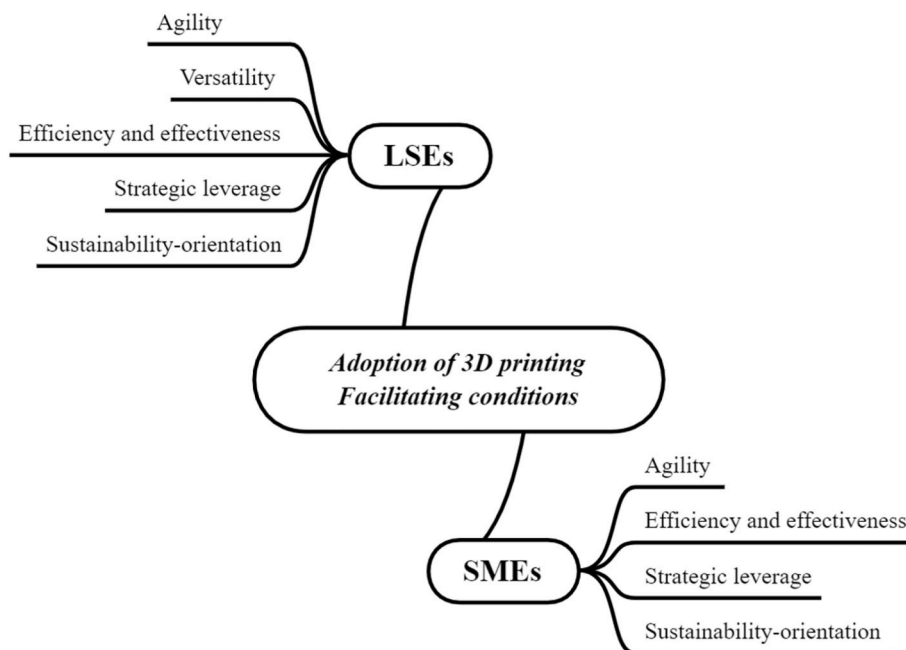 Agility
Versatility
Efficiency and effectiveness
Strategic leverage
Sustainability-orientation
LSEs
Adoption of 3D printing
Facilitating conditions
SMEs
Agility
Efficiency and effectiveness
Strategic leverage
Sustainability-orientation